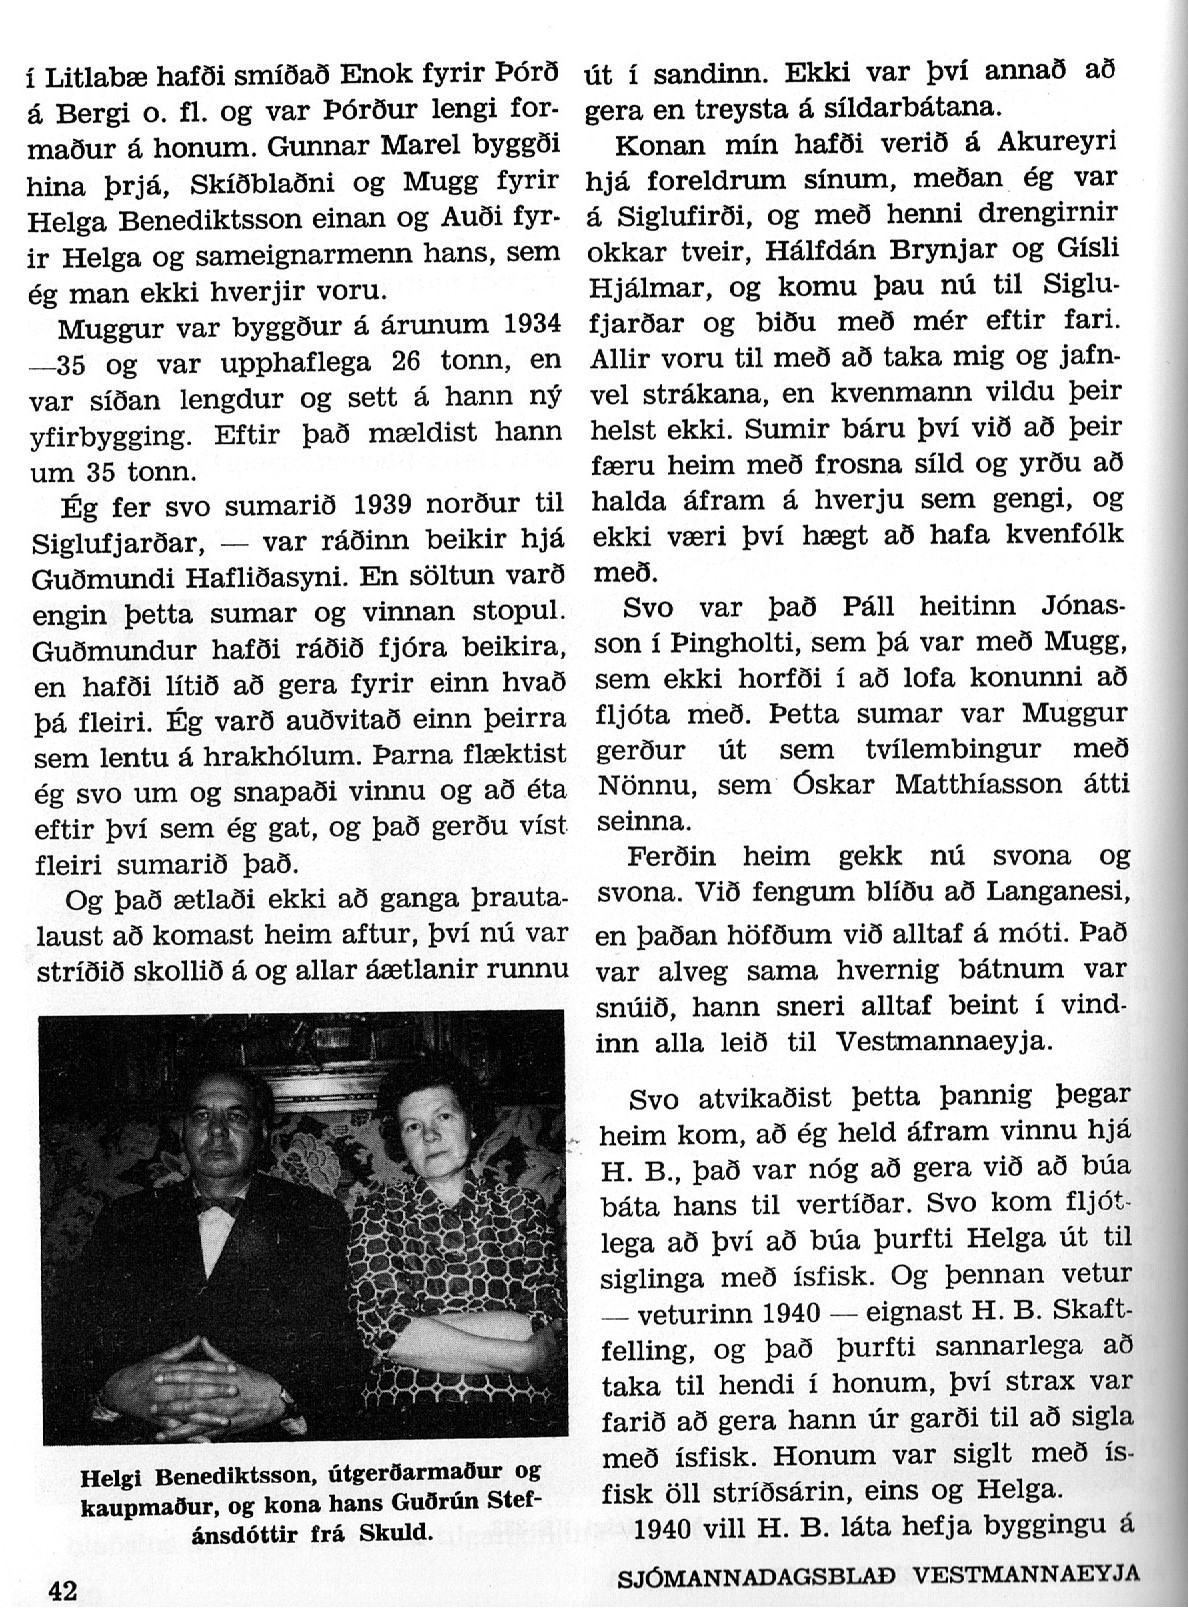 í Litlabæ hafði smíðað Enok fyrir Þórð
á Bergi o. fl. og var Þórður lengi for-
maður á honum. Gunnar Marel byggði
hina þrjá, Skíðblaðni og Mugg fyrir
Helga Benediktsson einan og Auði fyr-
ir Helga og sameignarmenn hans, sem
ég man ekki hverjir voru.
Muggur var byggður á árunum 1934
—35 og var upphaflega 26 tonn, en
var síðan lengdur og sett á hann ný
yfirbygging. Eftir það mældist hann
um 35 tonn.
Ég fer svo sumarið 1939 norður til
Siglufjarðar, — var ráðinn beikir hjá
Guðmundi Hafliðasyni. En söltun varð
engin þetta sumar og vinnan stopul.
Guðmundur hafði ráðið fjóra beikira,
en hafði lítið að gera fyrir einn hvað
þá fleiri. Ég varð auðvitað einn þeirra
sem lentu á hrakhólum. Þarna flæktist
ég svo um og snapaði vinnu og að éta
eftir því sem ég gat, og það gerðu víst
fleiri sumarið það.
Og það ætlaði ekki að ganga þrauta-
laust að komast heim aftur, því nú var
stríðið skollið á og allar áætlanir runnu
Helgi Benediktsson, útgerðarmaður og
kaupmaður, og kona hans Guðrún Stef-
ánsdóttir frá Skuld.
42
út í sandinn. Ekki var því annað að
gera en treysta á síldarbátana.
Konan mín hafði verið á Akureyri
hjá foreldrum sínum, meðan ég var
á Siglufirði, og með henni drengirnir
okkar tveir, Hálfdán Brynjar og Gísli
Hjálmar, og komu þau nú til Siglu-
fjarðar og biðu með mér eftir fari.
Allir voru til með að taka mig og jafn-
vel strákana, en kvenmann vildu þeir
helst ekki. Sumir báru því við að þeir
færu heim með frosna síld og yrðu að
halda áfram á hverju sem gengi, og
ekki væri því hægt að hafa kvenfólk
með.
Svo var það Páll heitinn Jónas-
son í Þingholti, sem þá var með Mugg,
sem ekki horfði í að lofa konunni að
fljóta með. Þetta sumar var Muggur
gerður út sem tvílembingur með
Nönnu, sem Óskar Matthíasson átti
seinna.
Ferðin heim gekk nú svona og
svona. Við fengum blíðu að Langanesi,
en þaðan höfðum við alltaf á móti. Það
var alveg sama hvernig bátnum var
snúið, hann sneri alltaf beint í vind-
inn alla leið til Vestmannaeyja.
Svo atvikaðist þetta þannig þegar
heim kom, að ég held áfram vinnu hjá
H. B., það var nóg að gera við að búa
báta hans til vertíðar. Svo kom fljót-
lega að því að búa þurfti Helga út til
siglinga með ísfisk. Og þennan vetur
— veturinn 1940 — eignast H. B. Skaft-
felling, og það þurfti sannarlega að
taka til hendi í honum, því strax var
farið að gera hann úr garði til að sigla
með ísfisk. Honum var siglt með ís-
fisk öll stríðsárin, eins og Helga.
1940 vill H. B. láta hefja byggingu á
SJÓMANNADAGSBLAÐ VESTMANNAEYJA